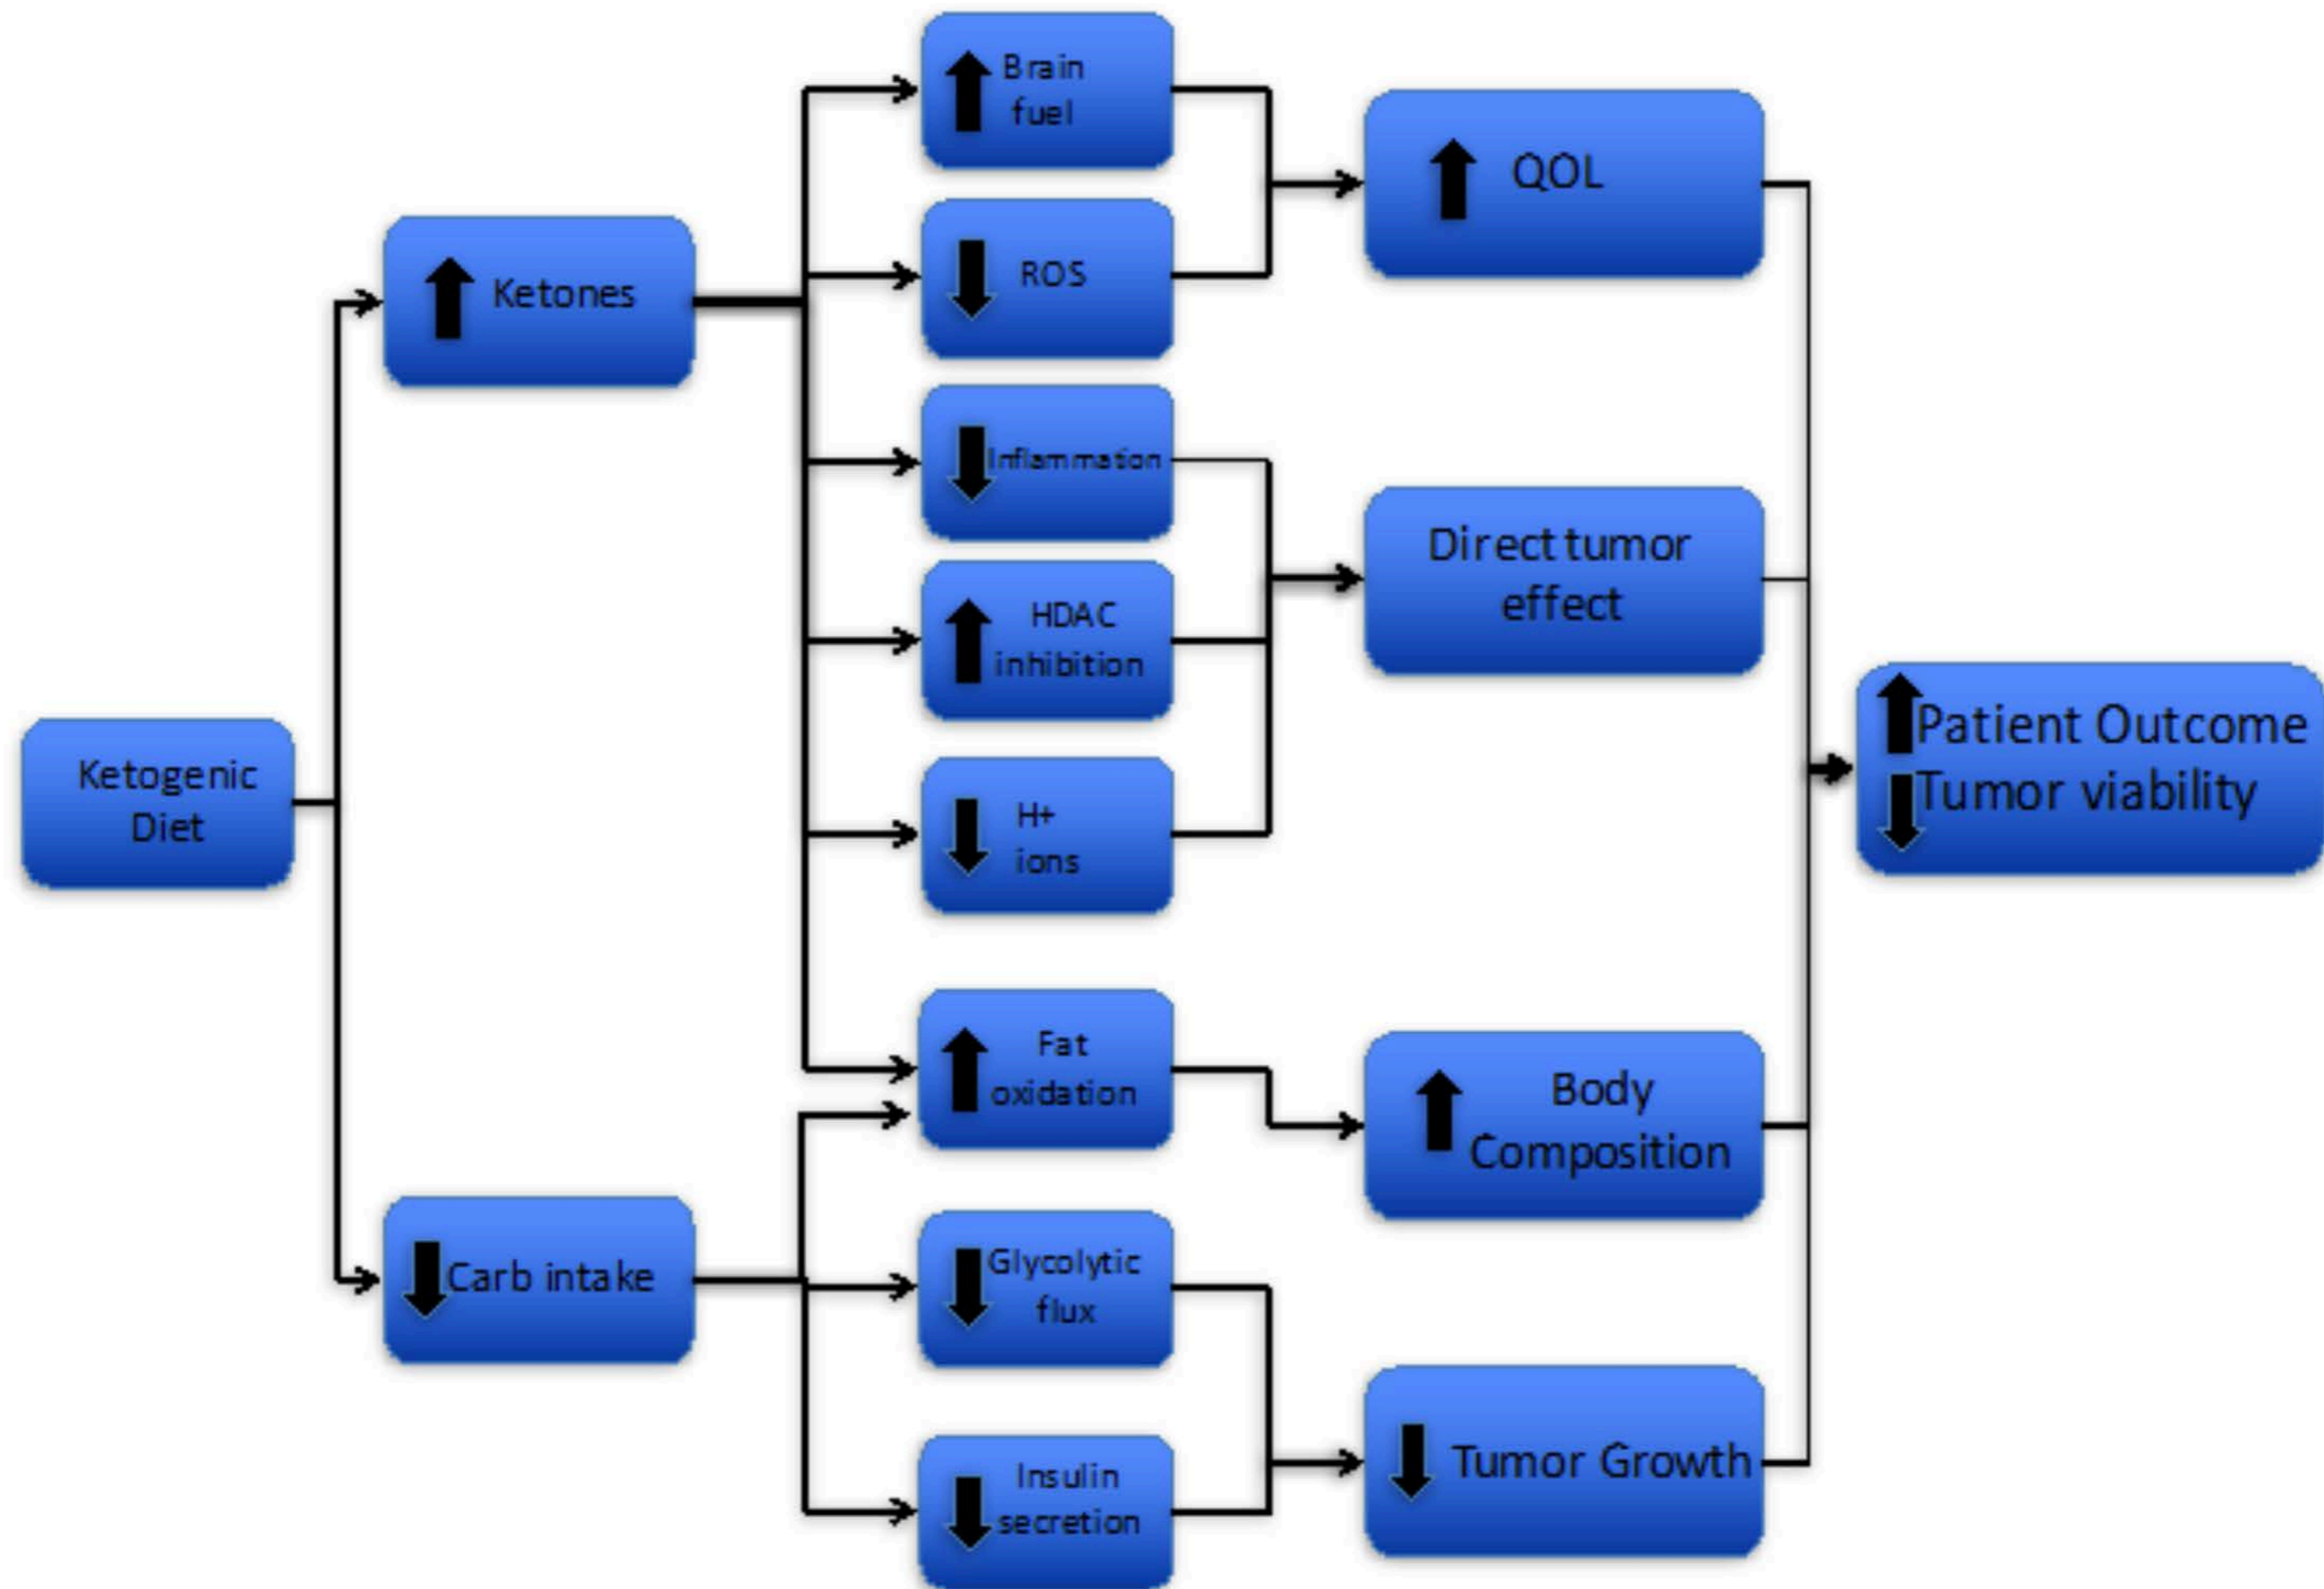 Brain
fuel
QOL
ROS
Ketones
Inflammation
Direct tumor
effect
HDAC
inhibition
Patient Outcome
Tumor viability
Ketogenic
Diet
H+
ions
Fat
oxidation
Body
Composition
Carb intake
Glycolytic
flux
Tumor Growth
Insulin
secretion